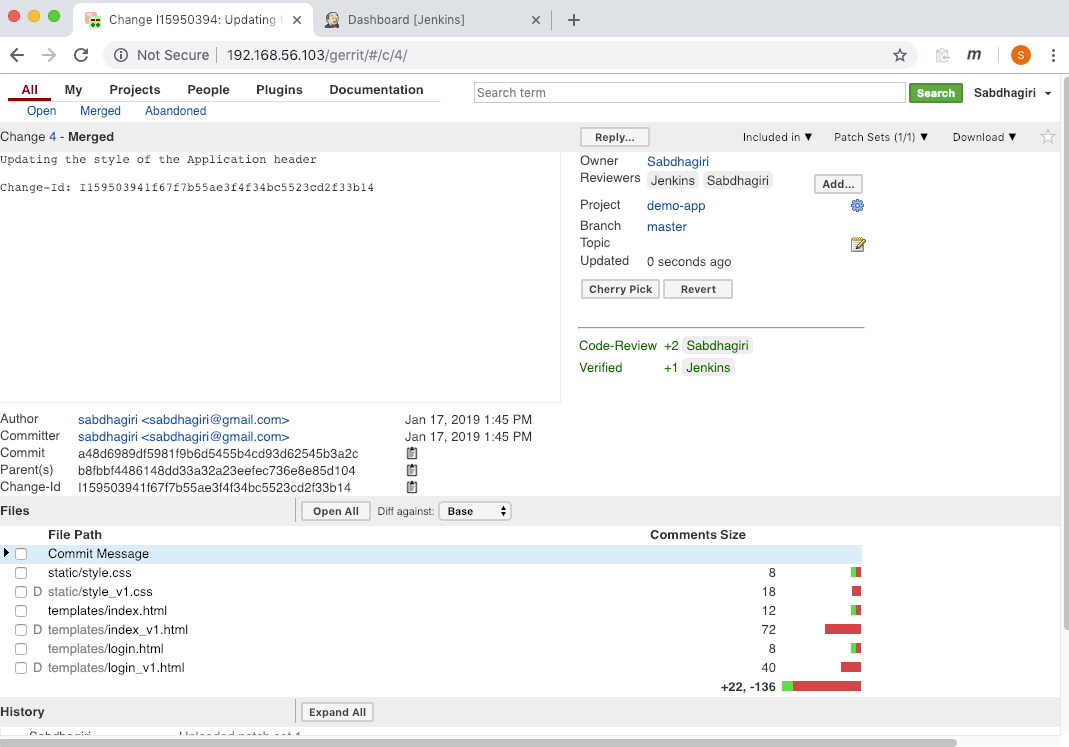 Change I15950394: Updating
Dashboard [Jenkins]
Not Secure
192.168.56.103/gerrit/#/c/4/
m
S
All My Projects People Plugins Documentation
Search term
Search
Sabdhagiri
Open Merged Abandoned
Change 4 - Merged
Reply...
Included in ▼ Patch Sets (1/1) ▼ Download ▼
Updating the style of the Application header
Change-Id: I159503941f67f7b55ae3f4f34bc5523cd2f33b14
Owner Sabdhagiri
Reviewers Jenkins Sabdhagiri
Add...
Project demo-app
Branch master
Topic
Updated 0 seconds ago
Cherry Pick Revert
Code-Review +2 Sabdhagiri
Verified +1 Jenkins
Author sabdhagiri <sabdhagiri@gmail.com> Jan 17, 2019 1:45 PM
Committer sabdhagiri <sabdhagiri@gmail.com> Jan 17, 2019 1:45 PM
Commit a48d6989df5981f9b6d5455b4cd93d62545b3a2c
Parent(s) b8fbbf4486148dd33a32a23eefec736e8e85d104
Change-Id I159503941f67f7b55ae3f4f34bc5523cd2f33b14
Files Open All Diff against: Base
File Path Comments Size
Commit Message
static/style.css 8
D static/style_v1.css 18
templates/index.html 12
D templates/index_v1.html 72
templates/login.html 8
D templates/login_v1.html 40
+22, -136
History Expand All
Sabdhagiri Uploaded patch set 1